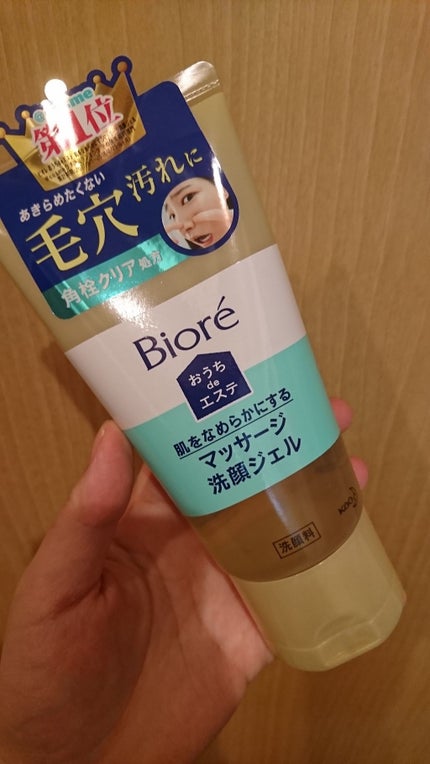 @cosme
第1位
あきらめたくない
毛穴汚れに
角栓クリア処方
Bioré
おうち
de
エステ
肌をなめらかにする
マッサージ
洗顔ジェル
洗顔料